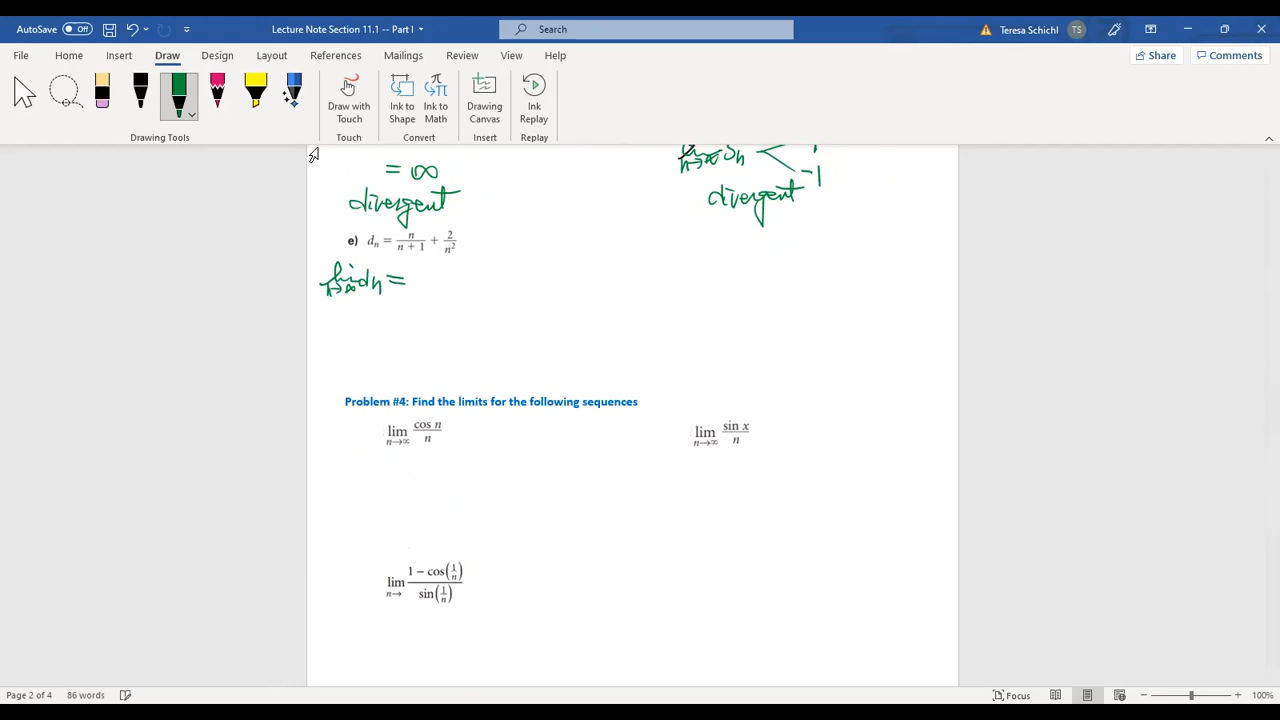 AutoSave Off Lecture Note Section 11.1 -- Part I Search Teresa Schichl TS
File Home Insert Draw Design Layout References Mailings Review View Help Share Comments
Draw with Touch
Ink to Shape
Ink to Math
Drawing Canvas
Ink Replay
Drawing Tools Touch Convert Insert Replay
= ∞
divergent
lim n→∞ bn
-1
divergent
e) dₙ = n/(n + 1) + 2/n²
lim n→∞ dn =
Problem #4: Find the limits for the following sequences
lim n→∞ cos n / n
lim n→∞ sin x / n
lim n→ (1 − cos(1/n)) / sin(1/n)
Page 2 of 4 86 words Focus 100%